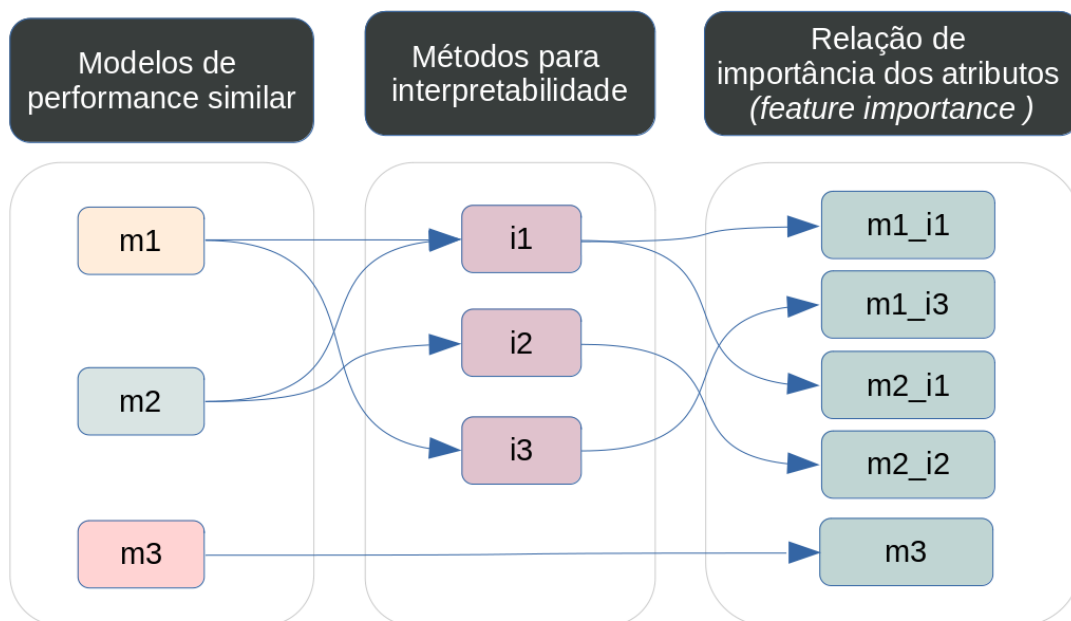 Modelos de
performance similar
Métodos para
interpretabilidade
Relação de
importância dos atributos
(feature importance )
m1
m2
m3
i1
i2
i3
m1_i1
m1_i3
m2_i1
m2_i2
m3